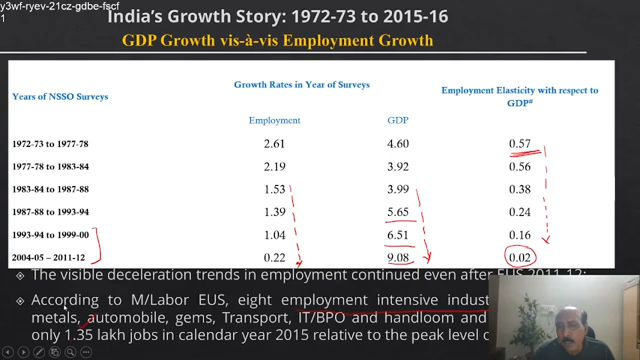 y3wf-ryev-21cz-gdbe-fscf
1
India's Growth Story: 1972-73 to 2015-16
GDP Growth vis-à-vis Employment Growth
Years of NSSO Surveys Growth Rates in Year of Surveys Employment Elasticity with respect to GDP#
Employment GDP
1972-73 to 1977-78 2.61 4.60 0.57
1977-78 to 1983-84 2.19 3.92 0.56
1983-84 to 1987-88 1.53 3.99 0.38
1987-88 to 1993-94 1.39 5.65 0.24
1993-94 to 1999-00 1.04 6.51 0.16
2004-05 – 2011-12 0.22 9.08 0.02
The visible deceleration trends in employment continued even after EUS 2011-12;
According to M/Labor EUS, eight employment intensive indust
metals, automobile, gems, Transport, IT/BPO and handloom and
only 1.35 lakh jobs in calendar year 2015 relative to the peak level